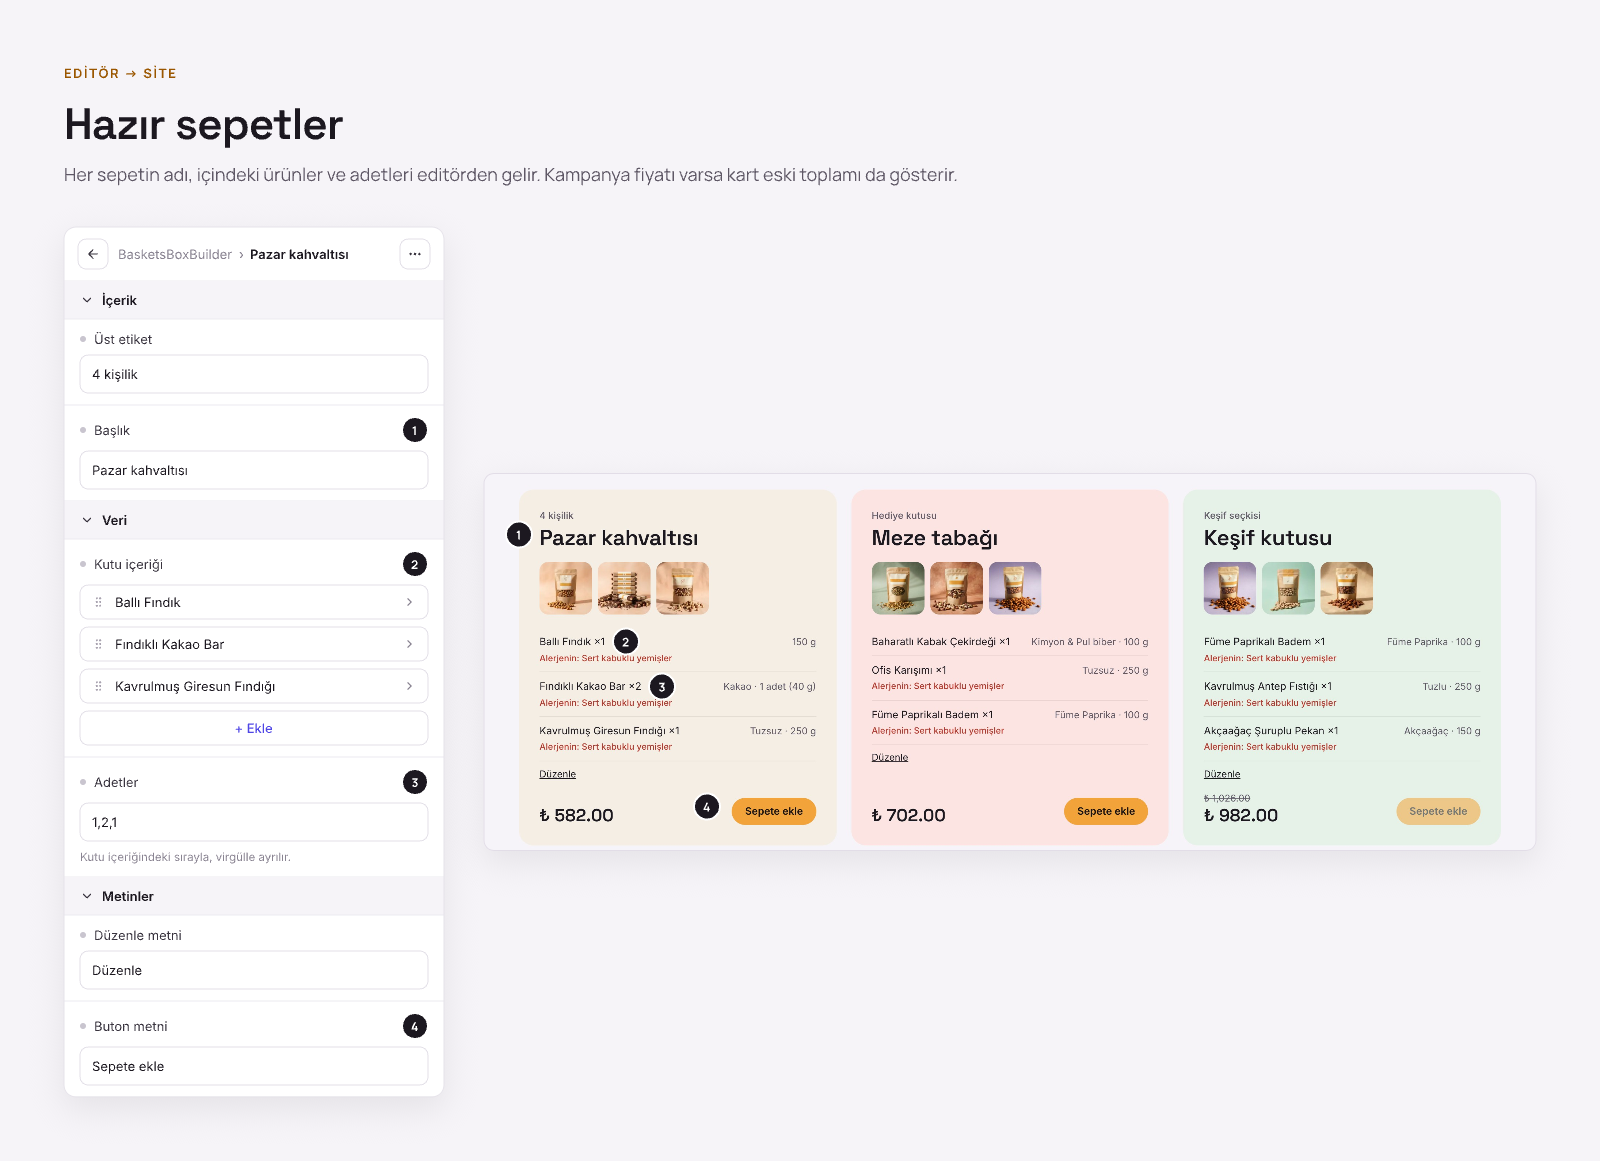 EDİTÖR → SİTE
Hazır sepetler
Her sepetin adı, içindeki ürünler ve adetleri editörden gelir. Kampanya fiyatı varsa kart eski toplamı da gösterir.
BasketsBoxBuilder › Pazar kahvaltısı
İçerik
Üst etiket
4 kişilik
Başlık 1
Pazar kahvaltısı
Veri
Kutu içeriği 2
Ballı Fındık
Fındıklı Kakao Bar
Kavrulmuş Giresun Fındığı
+ Ekle
Adetler 3
1,2,1
Kutu içeriğindeki sırayla, virgülle ayrılır.
Metinler
Düzenle metni
Düzenle
Buton metni 4
Sepete ekle
4 kişilik
1 Pazar kahvaltısı
Ballı Fındık ×1 2 150 g
Alerjenin: Sert kabuklu yemişler
Fındıklı Kakao Bar ×2 3 Kakao · 1 adet (40 g)
Alerjenin: Sert kabuklu yemişler
Kavrulmuş Giresun Fındığı ×1 Tuzsuz · 250 g
Alerjenin: Sert kabuklu yemişler
Düzenle
₺ 582.00 4 Sepete ekle
Hediye kutusu
Meze tabağı
Baharatlı Kabak Çekirdeği ×1 Kimyon & Pul biber · 100 g
Ofis Karışımı ×1 Tuzsuz · 250 g
Alerjenin: Sert kabuklu yemişler
Füme Paprikalı Badem ×1 Füme Paprika · 100 g
Alerjenin: Sert kabuklu yemişler
Düzenle
₺ 702.00 Sepete ekle
Keşif seçkisi
Keşif kutusu
Füme Paprikalı Badem ×1 Füme Paprika · 100 g
Alerjenin: Sert kabuklu yemişler
Kavrulmuş Antep Fıstığı ×1 Tuzlu · 250 g
Alerjenin: Sert kabuklu yemişler
Akçaağaç Şuruplu Pekan ×1 Akçaağaç · 150 g
Alerjenin: Sert kabuklu yemişler
Düzenle
₺ 1,026.00
₺ 982.00 Sepete ekle